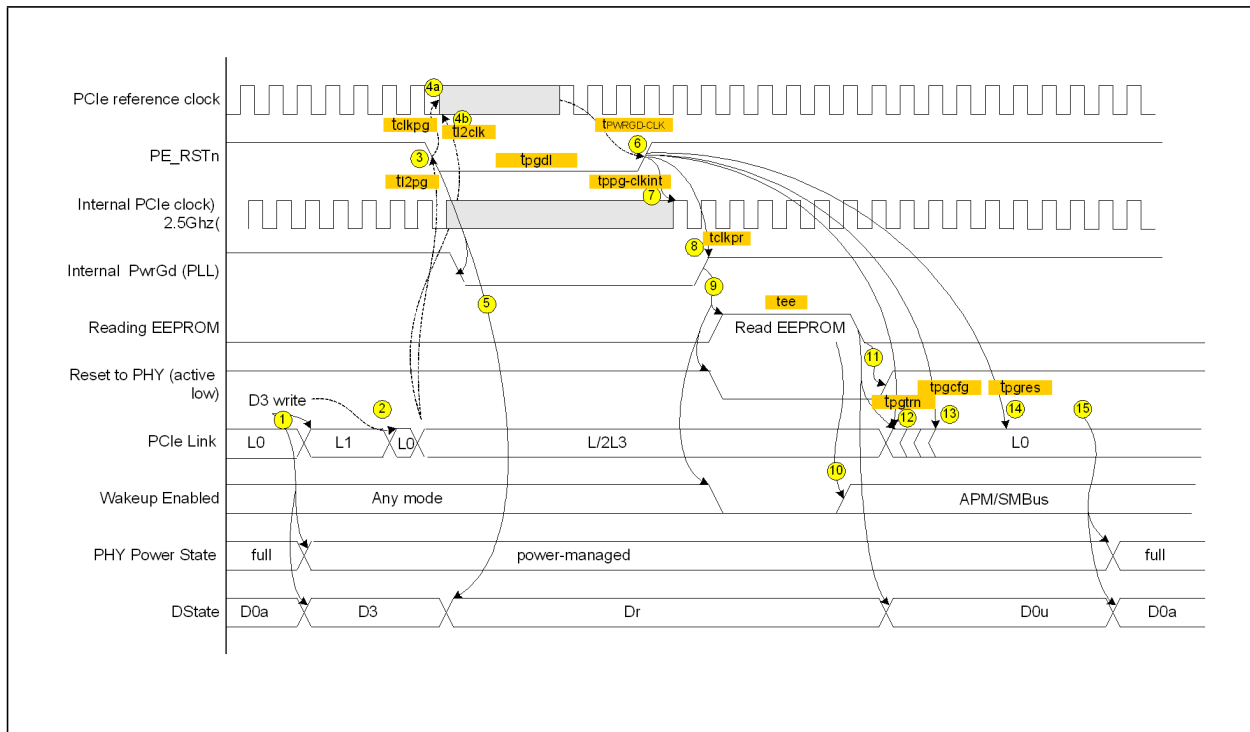 4a
PCIe reference clock
4b
tclkpg
tl2clk
tPWRGD-CLK
6
PE_RSTn
3
tpgdl
tl2pg
tppg-clkint
7
Internal PCIe clock)
2.5Ghz(
tclkpr
8
Internal PwrGd (PLL)
9
5
tee
Reading EEPROM
Read EEPROM
11
Reset to PHY (active
low)
tpgcfg
tpgres
D3 write
2
tpgtrn
1
12
13
14
15
PCIe Link
L0
L1
L0
L/2L3
L0
10
Wakeup Enabled
Any mode
APM/SMBus
PHY Power State
full
power-managed
full
DState
D0a
D3
Dr
D0u
D0a